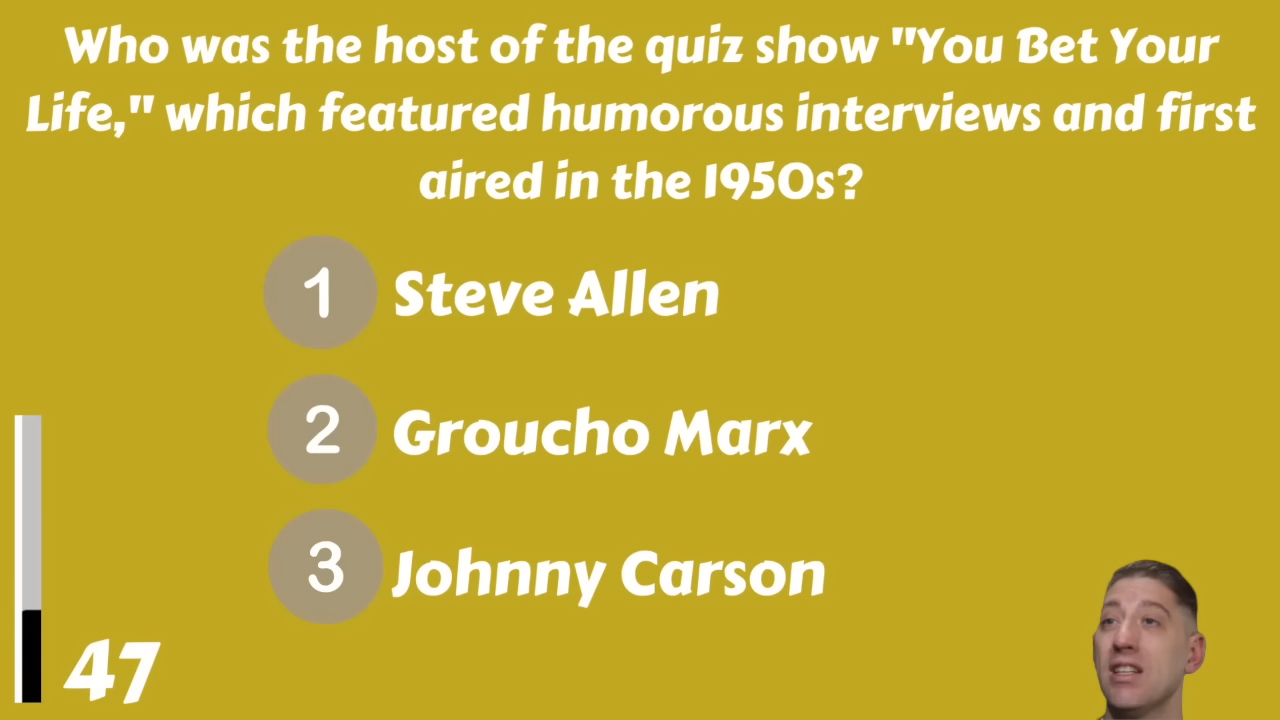 Who was the host of the quiz show "You Bet Your
Life," which featured humorous interviews and first
aired in the 1950s?
1 Steve Allen
2 Groucho Marx
3 Johnny Carson
47